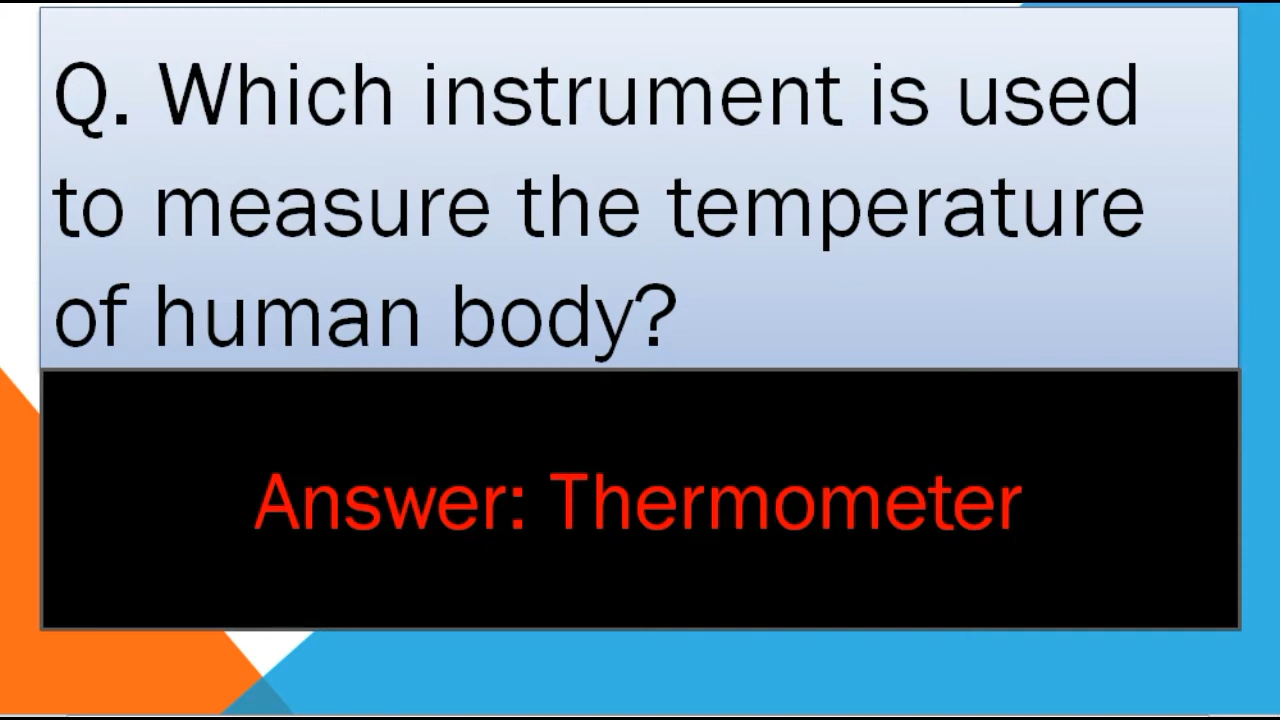 Q. Which instrument is used
to measure the temperature
of human body?
Answer: Thermometer